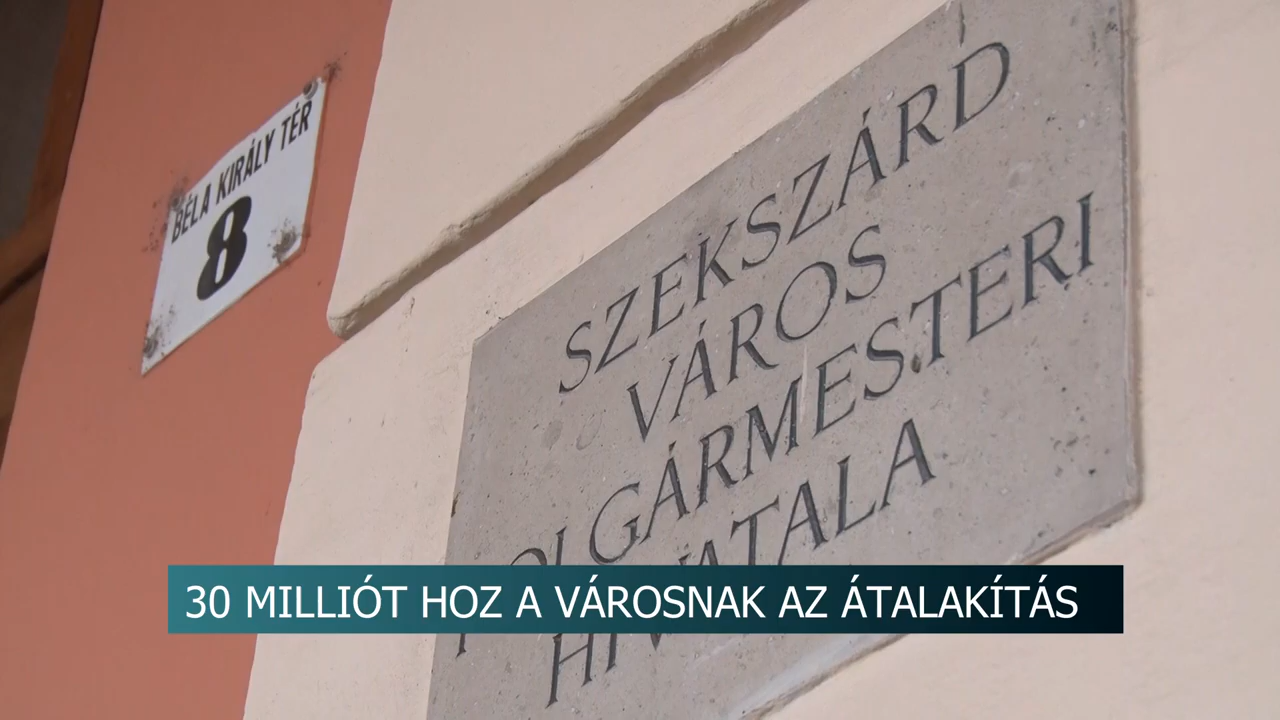 BÉLA KIRÁLY TÉR
8
SZEKSZÁRD
VÁROS
POLGÁRMESTERI
HIVATALA
30 MILLIÓT HOZ A VÁROSNAK AZ ÁTALAKÍTÁS